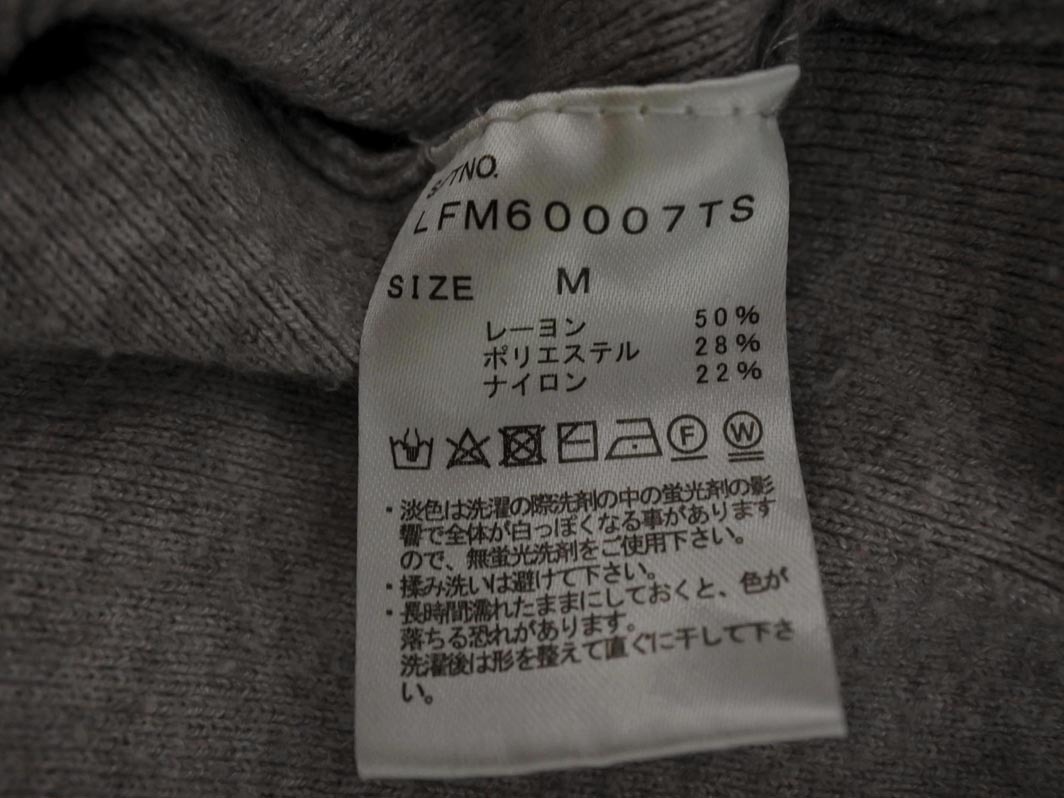 S/TNO.
LFM60007TS
SIZE M
レーヨン 50%
ポリエステル 28%
ナイロン 22%
F W
・淡色は洗濯の際洗剤の中の蛍光剤の影
響で全体が白っぽくなる事があります
ので、無蛍光洗剤をご使用下さい。
・揉み洗いは避けて下さい。
・長時間濡れたままにしておくと、色が
落ちる恐れがあります。
洗濯後は形を整えて直ぐに干して下さ
い。